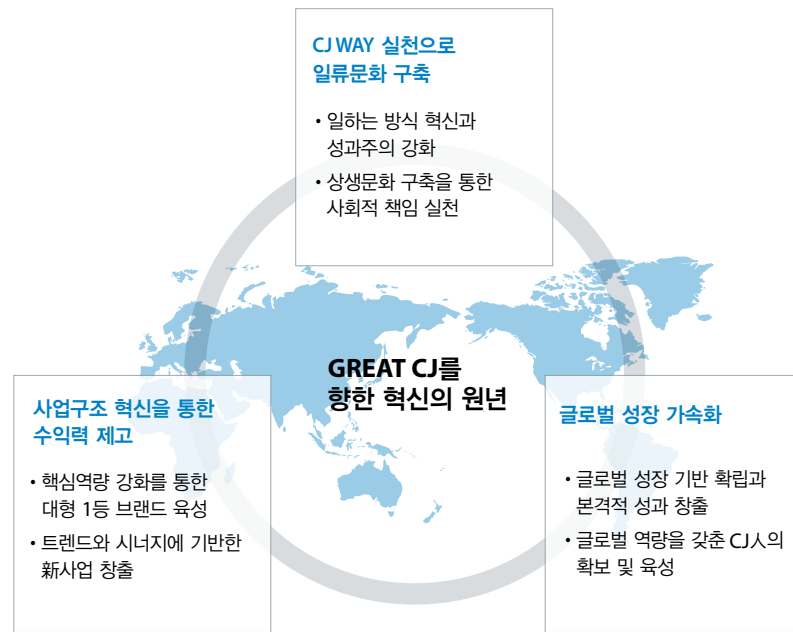 CJ WAY 실천으로
일류문화 구축
• 일하는 방식 혁신과
성과주의 강화
• 상생문화 구축을 통한
사회적 책임 실천
GREAT CJ를
향한 혁신의 원년
사업구조 혁신을 통한
수익력 제고
• 핵심역량 강화를 통한
대형 1등 브랜드 육성
• 트렌드와 시너지에 기반한
新사업 창출
글로벌 성장 가속화
• 글로벌 성장 기반 확립과
본격적 성과 창출
• 글로벌 역량을 갖춘 CJ人의
확보 및 육성